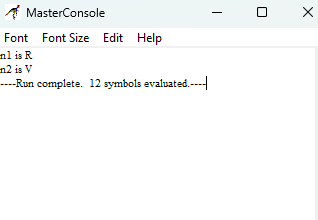 MasterConsole
Font Font Size Edit Help
n1 is R
n2 is V
----Run complete.  12 symbols evaluated.----